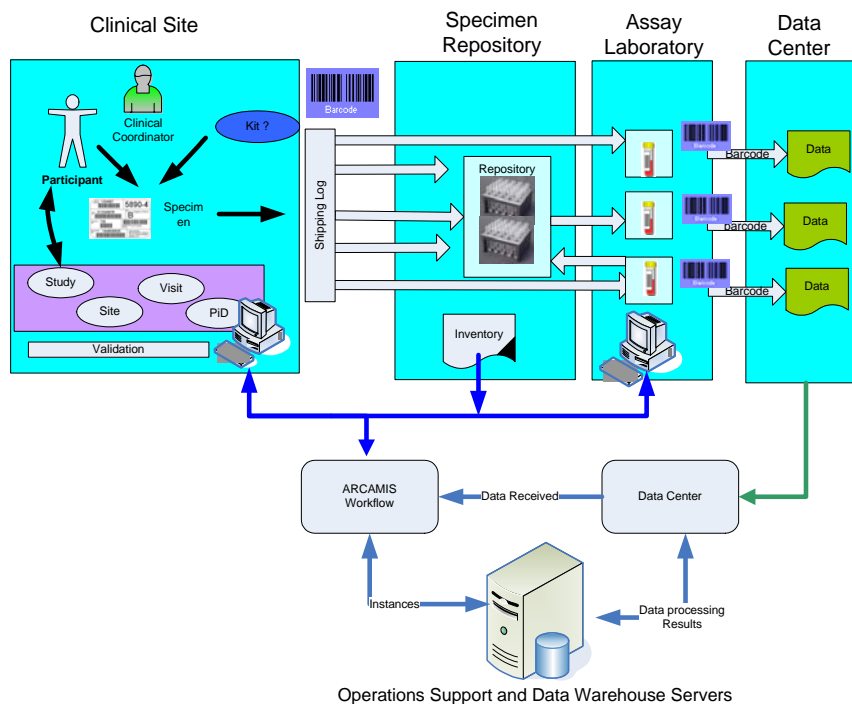 Clinical Site
Specimen
Repository
Assay
Laboratory
Data
Center
Barcode
Clinical
Coordinator
Kit ?
Participant
5890-4
B
Specim
en
Shipping Log
Repository
Barcode
Barcode
Data
Barcode
Barcode
Data
Barcode
Barcode
Data
Study
Visit
Site
PiD
Validation
Inventory
ARCAMIS
Workflow
Data Received
Data Center
Instances
Data processing
Results
Operations Support and Data Warehouse Servers